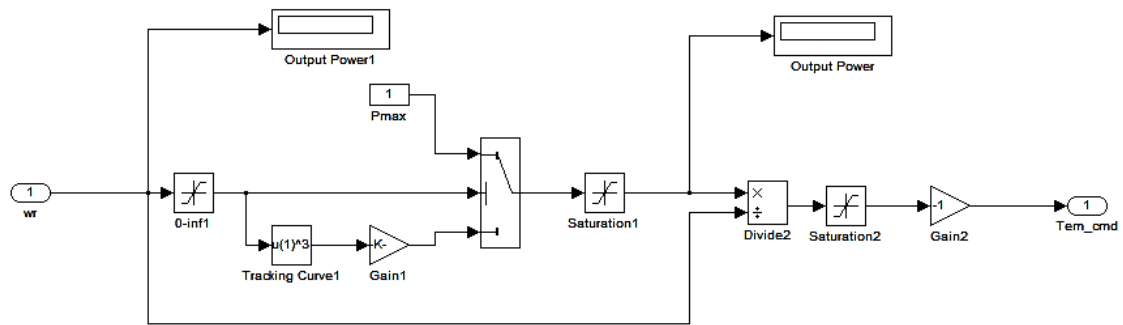 Output Power1
Output Power
1
Pmax
1
wr
0-inf1
u(1)^3
Tracking Curve1
-K-
Gain1
Saturation1
×
÷
Divide2
Saturation2
-1
Gain2
1
Tem_cmd